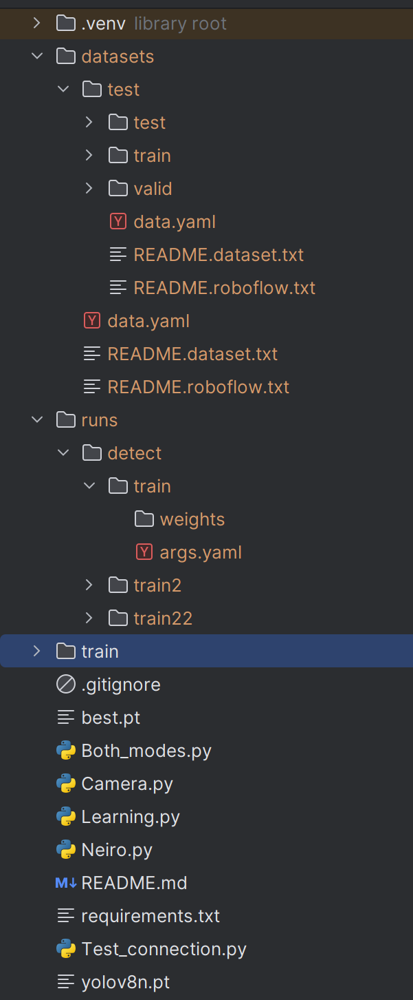 .venv library root
datasets
test
test
train
valid
Y data.yaml
README.dataset.txt
README.roboflow.txt
Y data.yaml
README.dataset.txt
README.roboflow.txt
runs
detect
train
weights
Y args.yaml
train2
train22
train
.gitignore
best.pt
Both_modes.py
Camera.py
Learning.py
Neiro.py
M↓ README.md
requirements.txt
Test_connection.py
yolov8n.pt